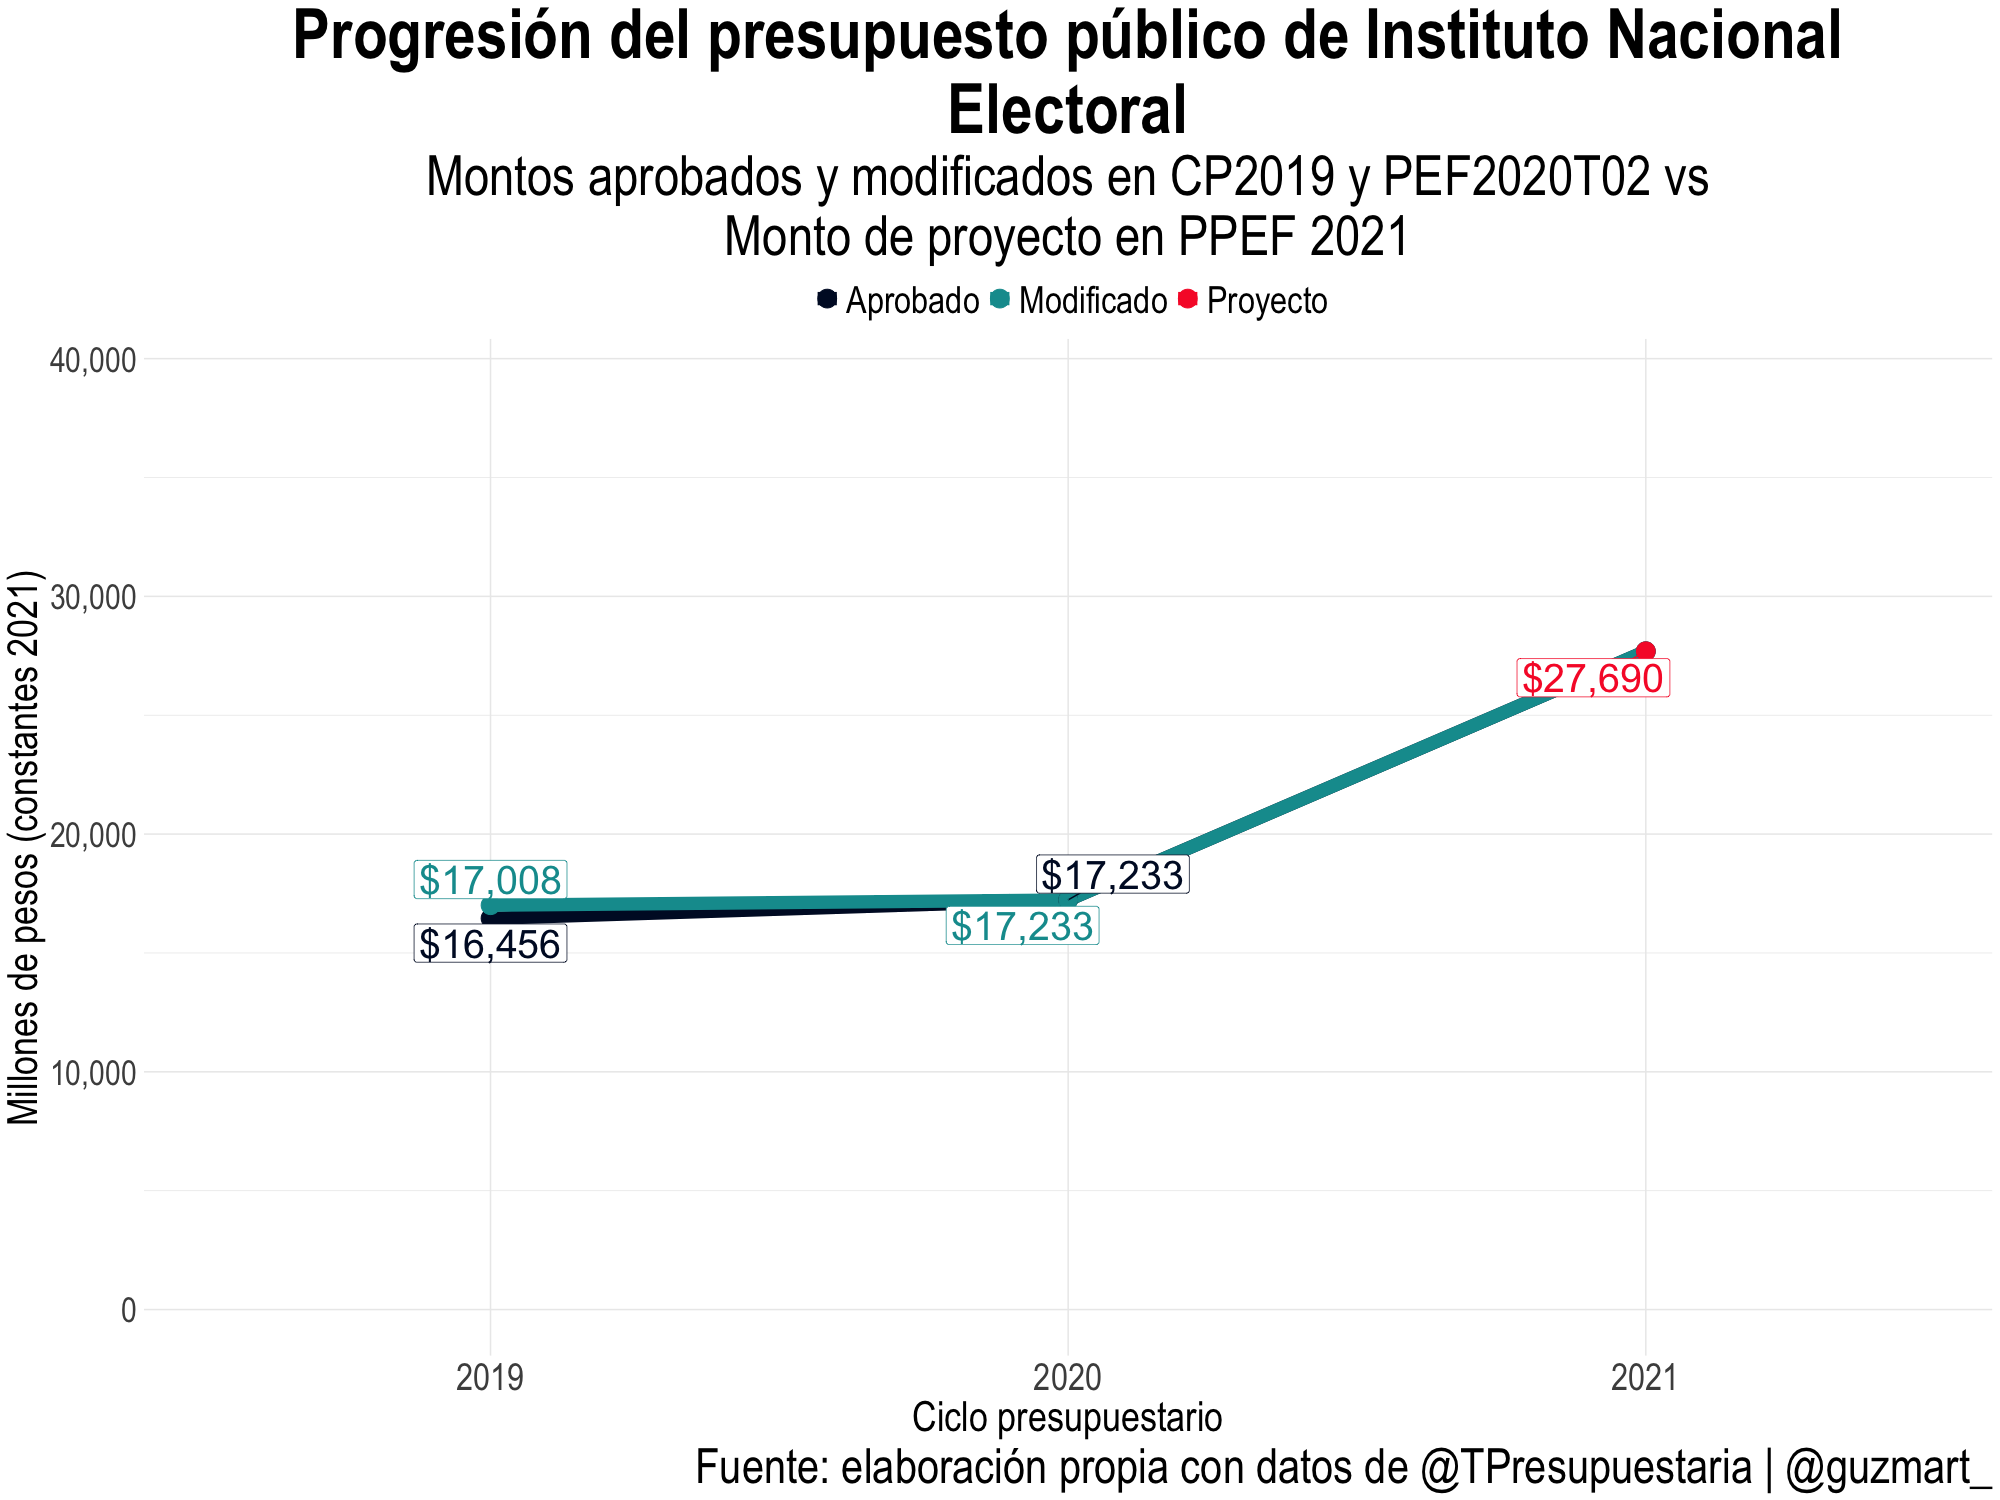 Progresión del presupuesto público de Instituto Nacional
Electoral
Montos aprobados y modificados en CP2019 y PEF2020T02 vs
Monto de proyecto en PPEF 2021
Aprobado Modificado Proyecto
Millones de pesos (constantes 2021)
40,000
30,000
20,000
10,000
0
$27,690
$17,008
$17,233
$16,456
$17,233
2019 2020 2021
Ciclo presupuestario
Fuente: elaboración propia con datos de @TPresupuestaria | @guzmart_